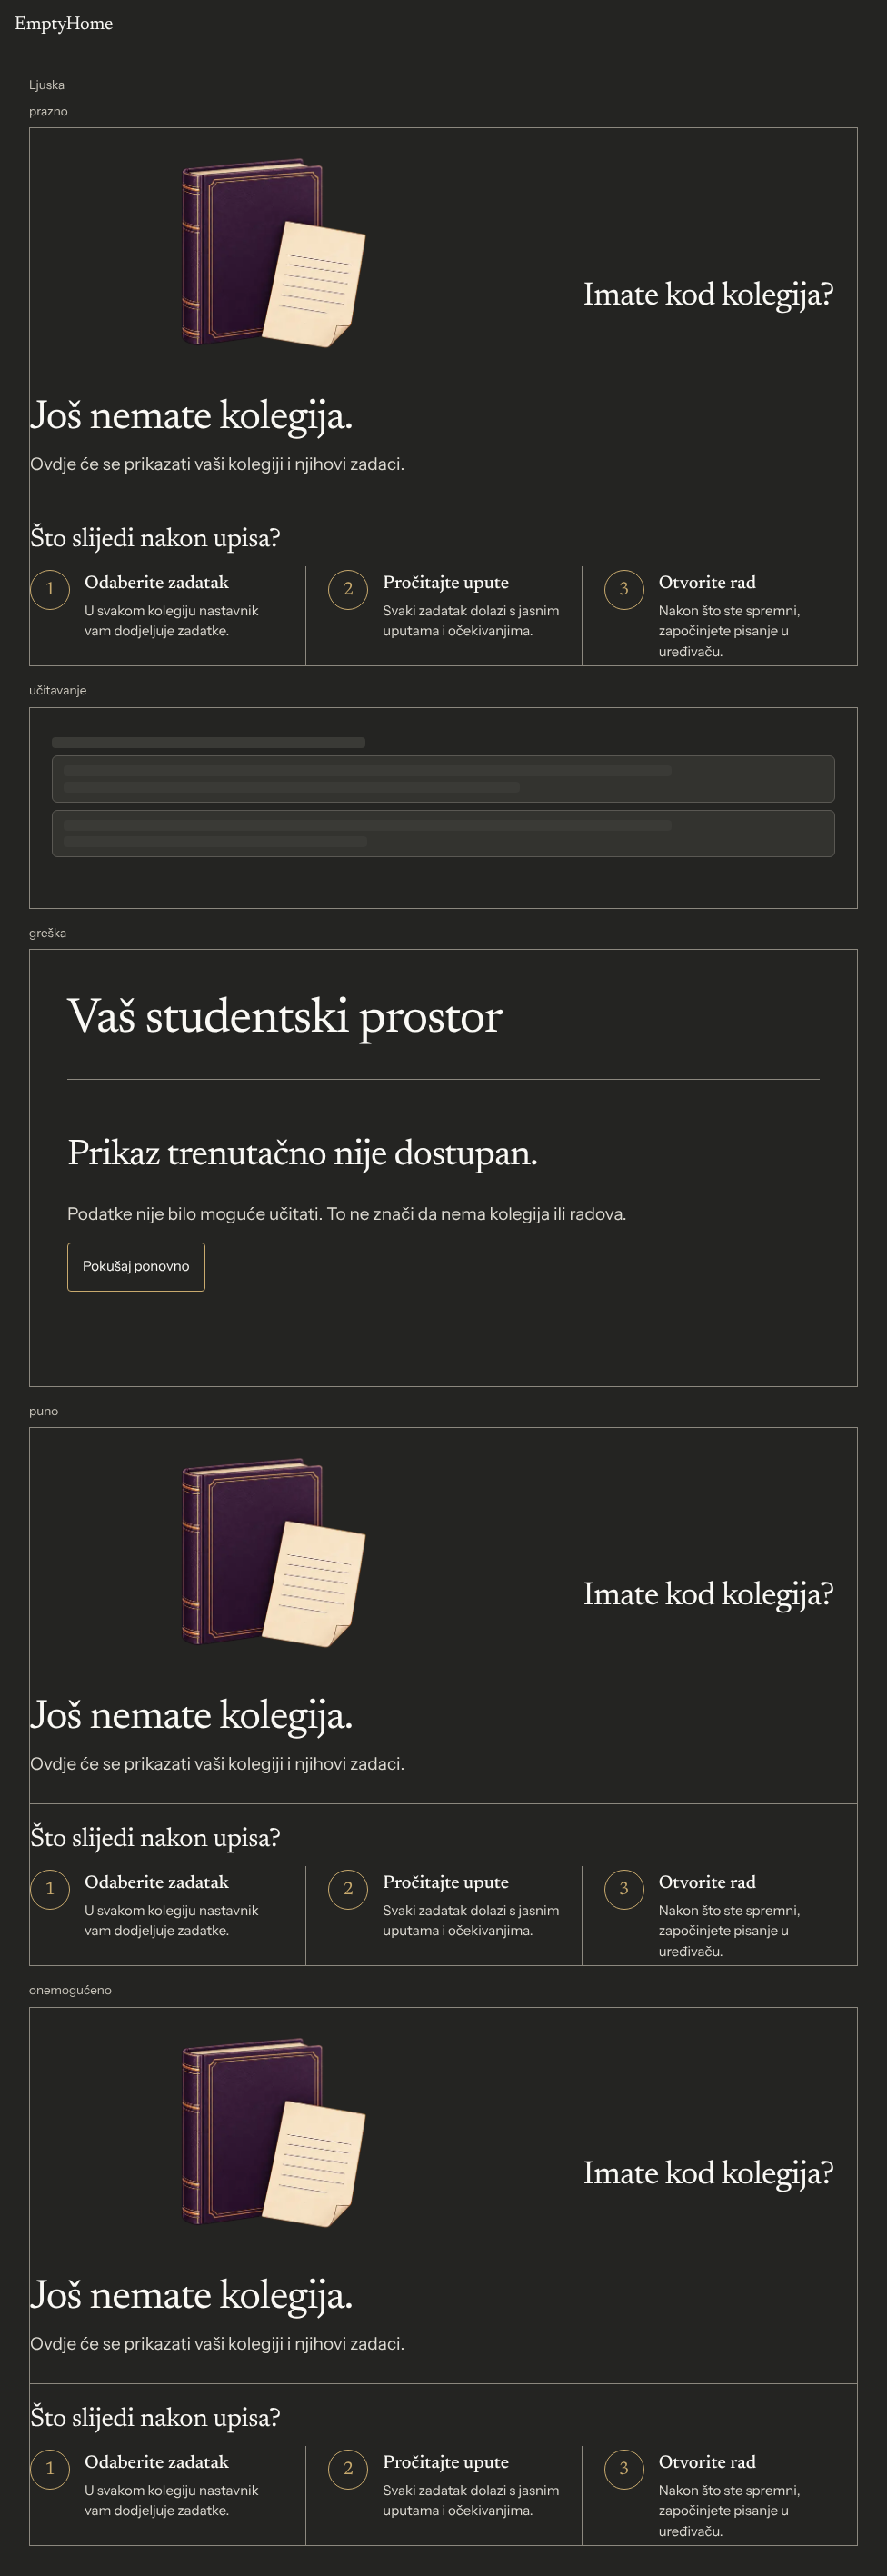 EmptyHome
Ljuska
prazno
Imate kod kolegija?
Još nemate kolegija.
Ovdje će se prikazati vaši kolegiji i njihovi zadaci.
Što slijedi nakon upisa?
1
Odaberite zadatak
U svakom kolegiju nastavnik
vam dodjeljuje zadatke.
2
Pročitajte upute
Svaki zadatak dolazi s jasnim
uputama i očekivanjima.
3
Otvorite rad
Nakon što ste spremni,
započinjete pisanje u
uređivaču.
učitavanje
greška
Vaš studentski prostor
Prikaz trenutačno nije dostupan.
Podatke nije bilo moguće učitati. To ne znači da nema kolegija ili radova.
Pokušaj ponovno
puno
Imate kod kolegija?
Još nemate kolegija.
Ovdje će se prikazati vaši kolegiji i njihovi zadaci.
Što slijedi nakon upisa?
1
Odaberite zadatak
U svakom kolegiju nastavnik
vam dodjeljuje zadatke.
2
Pročitajte upute
Svaki zadatak dolazi s jasnim
uputama i očekivanjima.
3
Otvorite rad
Nakon što ste spremni,
započinjete pisanje u
uređivaču.
onemogućeno
Imate kod kolegija?
Još nemate kolegija.
Ovdje će se prikazati vaši kolegiji i njihovi zadaci.
Što slijedi nakon upisa?
1
Odaberite zadatak
U svakom kolegiju nastavnik
vam dodjeljuje zadatke.
2
Pročitajte upute
Svaki zadatak dolazi s jasnim
uputama i očekivanjima.
3
Otvorite rad
Nakon što ste spremni,
započinjete pisanje u
uređivaču.